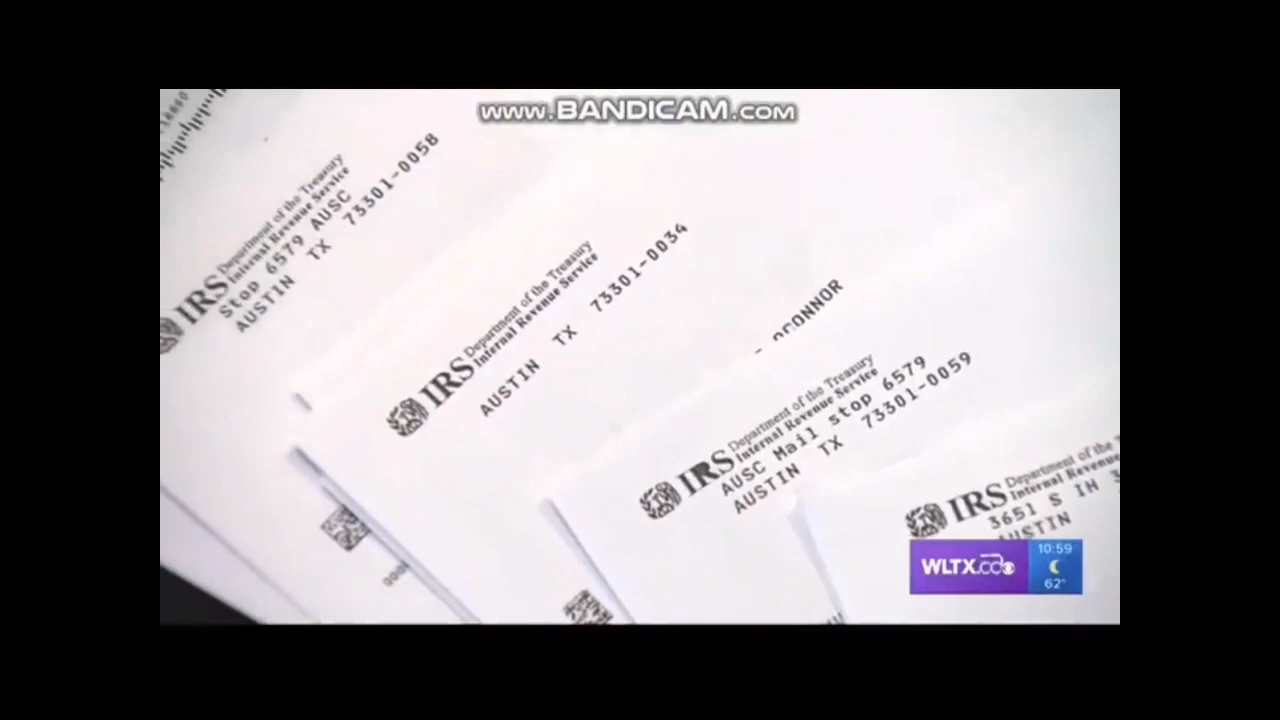 www.BANDICAM.com
IRS
Department of the Treasury
Internal Revenue Service
Stop 6579 AUSC
AUSTIN TX 73301-0058
IRS
Department of the Treasury
Internal Revenue Service
AUSTIN TX 73301-0034
OCONNOR
IRS
Department of the Treasury
Internal Revenue Service
AUSC Mail stop 6579
AUSTIN TX 73301-0059
IRS
Department of the
Internal Revenue
3651 S IH
AUSTIN
WLTX
10:59
62°